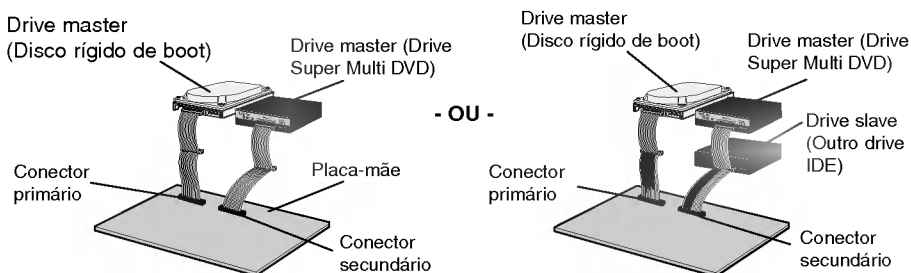 Drive master
(Disco rígido de boot)
Drive master (Drive
Super Multi DVD)
Conector
primário
Placa-mãe
Conector
secundário
- OU -
Drive master
(Disco rígido de boot)
Drive master (Drive
Super Multi DVD)
Drive slave
(Outro drive
IDE)
Conector
primário
Conector
secundário